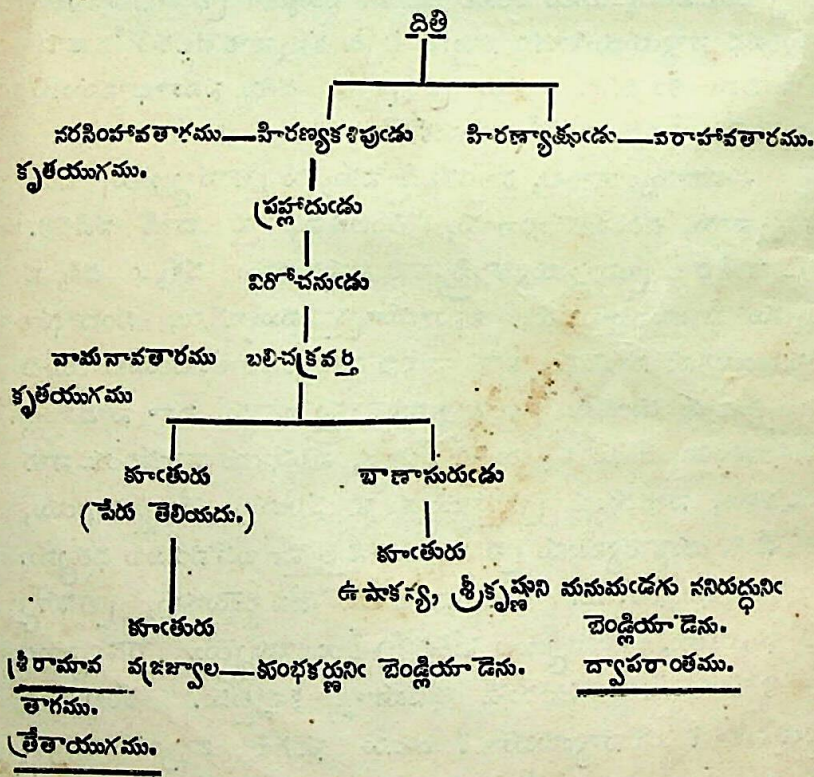 దితి
నరసింహావతారము—హిరణ్యకశిపుఁడు హిరణ్యాక్షుఁడు—వరాహావతారము.
కృతయుగము.
ప్రహ్లాదుఁడు
విరోచనుఁడు
వామనావతారము బలిచక్రవర్తి
కృతయుగము
కూఁతురు బాణాసురుఁడు
(పేరు తెలియదు.)
కూఁతురు
ఉషాకన్య, శ్రీకృష్ణుని మనుమఁడగు ననిరుద్ధునిఁ
కూఁతురు బెండ్లియాడెను.
శ్రీరామావ వజ్రజ్వాల—కుంభకర్ణునిఁ బెండ్లియాడెను. ద్వాపరాంతము.
తారము.
త్రేతాయుగము.